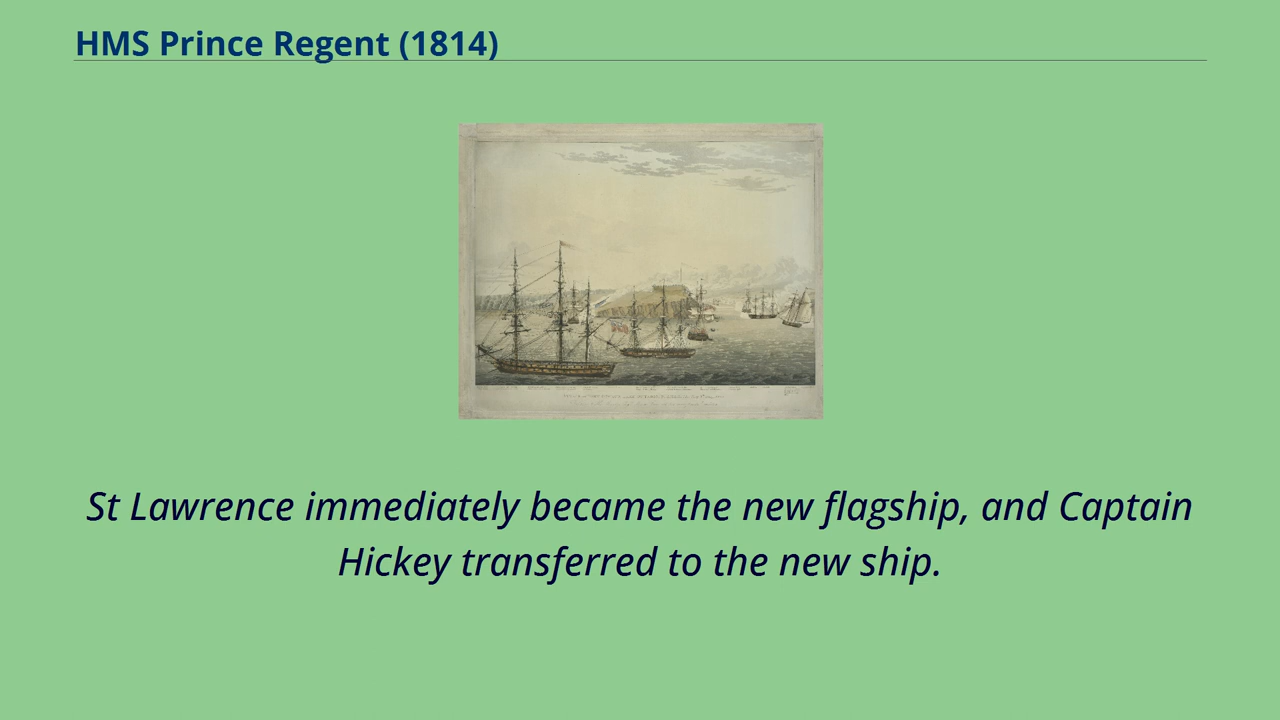 HMS Prince Regent (1814)
St Lawrence immediately became the new flagship, and Captain
Hickey transferred to the new ship.